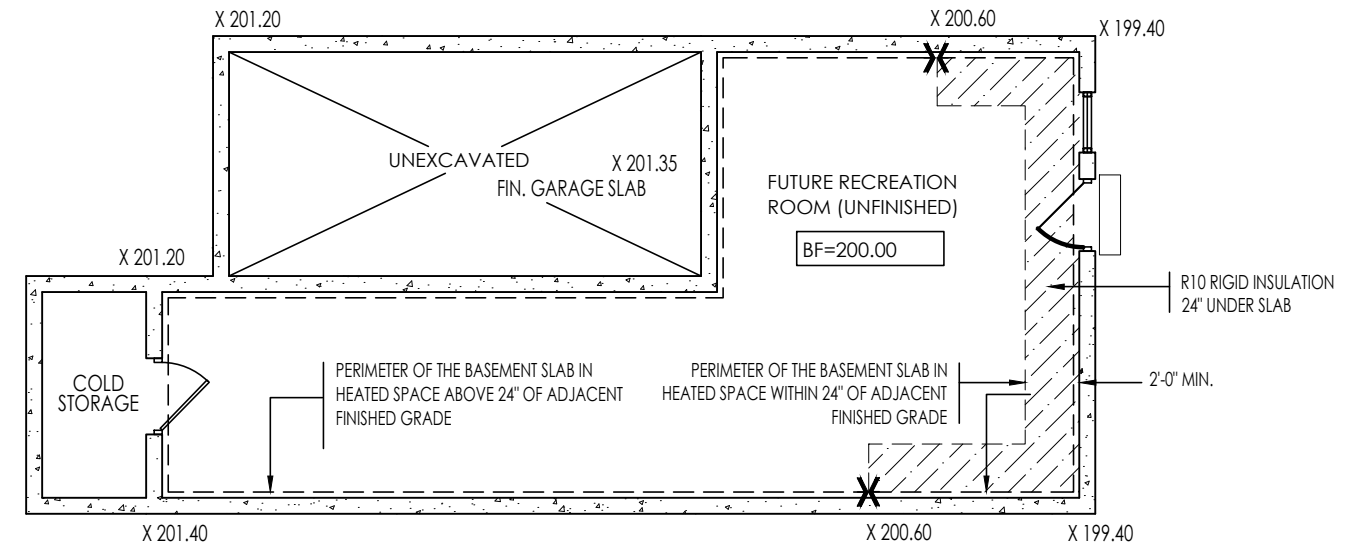 X 201.20
X 200.60
X 199.40
UNEXCAVATED
X 201.35
FIN. GARAGE SLAB
FUTURE RECREATION
ROOM (UNFINISHED)
BF=200.00
X 201.20
R10 RIGID INSULATION
24" UNDER SLAB
COLD
STORAGE
PERIMETER OF THE BASEMENT SLAB IN
HEATED SPACE ABOVE 24" OF ADJACENT
FINISHED GRADE
PERIMETER OF THE BASEMENT SLAB IN
HEATED SPACE WITHIN 24" OF ADJACENT
FINISHED GRADE
2'-0" MIN.
X 201.40
X 200.60
X 199.40